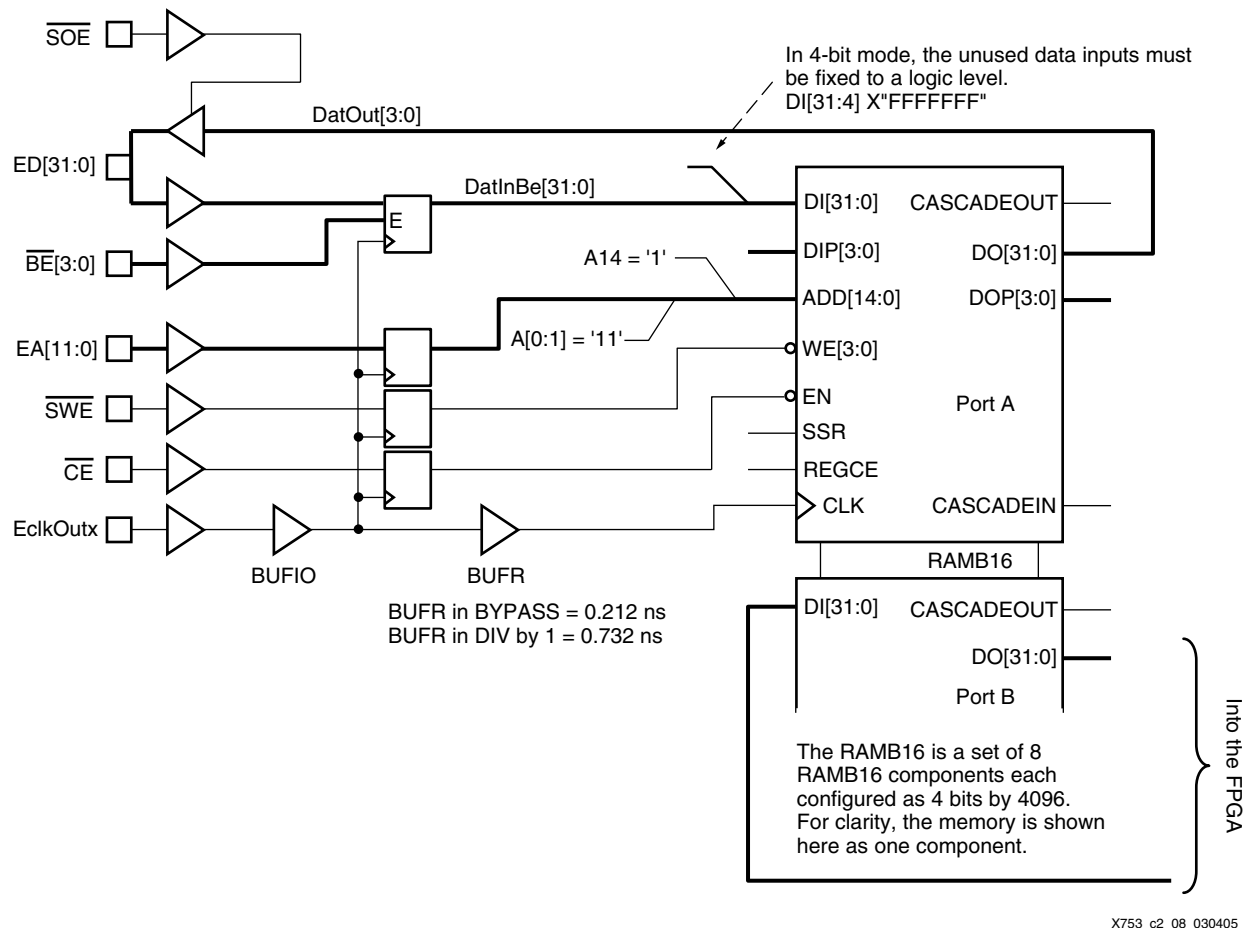 SOE
In 4-bit mode, the unused data inputs must
be fixed to a logic level.
DI[31:4] X"FFFFFFF"
DatOut[3:0]
ED[31:0]
DatInBe[31:0]
E
BE[3:0]
A14 = '1'
EA[11:0]
A[0:1] = '11'
SWE
CE
EclkOutx
BUFIO
BUFR
BUFR in BYPASS = 0.212 ns
BUFR in DIV by 1 = 0.732 ns
DI[31:0]
CASCADEOUT
DIP[3:0]
DO[31:0]
ADD[14:0]
DOP[3:0]
WE[3:0]
EN
Port A
SSR
REGCE
CLK
CASCADEIN
RAMB16
DI[31:0]
CASCADEOUT
DO[31:0]
Port B
The RAMB16 is a set of 8
RAMB16 components each
configured as 4 bits by 4096.
For clarity, the memory is shown
here as one component.
Into the FPGA
X753_c2_08_030405